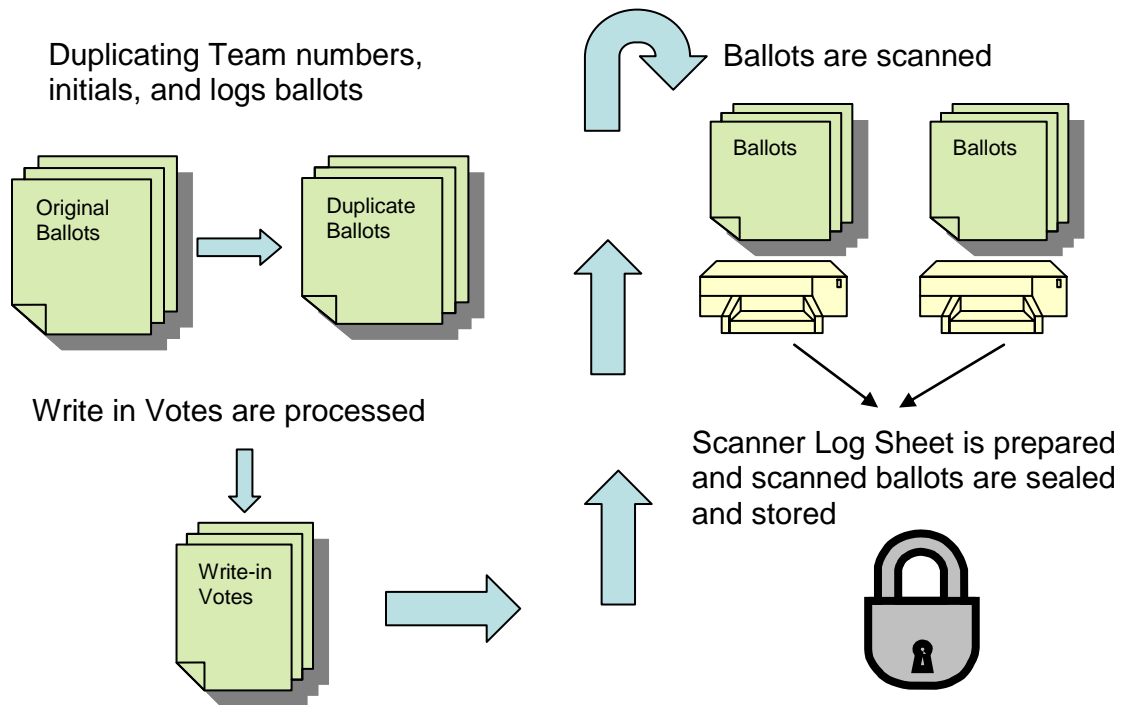 Duplicating Team numbers,
initials, and logs ballots
Original
Ballots
Duplicate
Ballots
Write in Votes are processed
Write-in
Votes
Ballots are scanned
Ballots
Ballots
Scanner Log Sheet is prepared
and scanned ballots are sealed
and stored